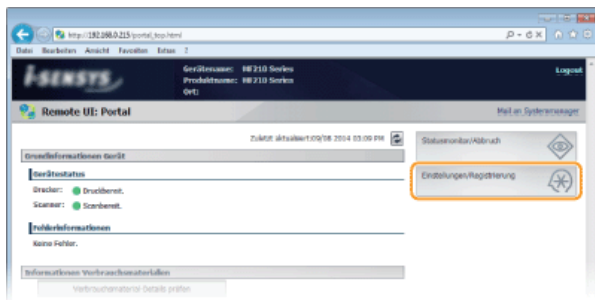 http://192.168.0.215/portal_top.html
Datei Bearbeiten Ansicht Favoriten Extras ?
i-SENSYS
Gerätename: MF210 Series
Produktname: MF210 Series
Ort:
Logout
Remote UI: Portal
Mail an Systemmanager
Zuletzt aktualisiert:09/08 2014 03:09 PM
Grundinformationen Gerät
Gerätestatus
Drucker: Druckbereit.
Scanner: Scanbereit.
Fehlerinformationen
Keine Fehler.
Informationen Verbrauchsmaterialien
Verbrauchsmaterial-Details prüfen
Statusmonitor/Abbruch
Einstellungen/Registrierung